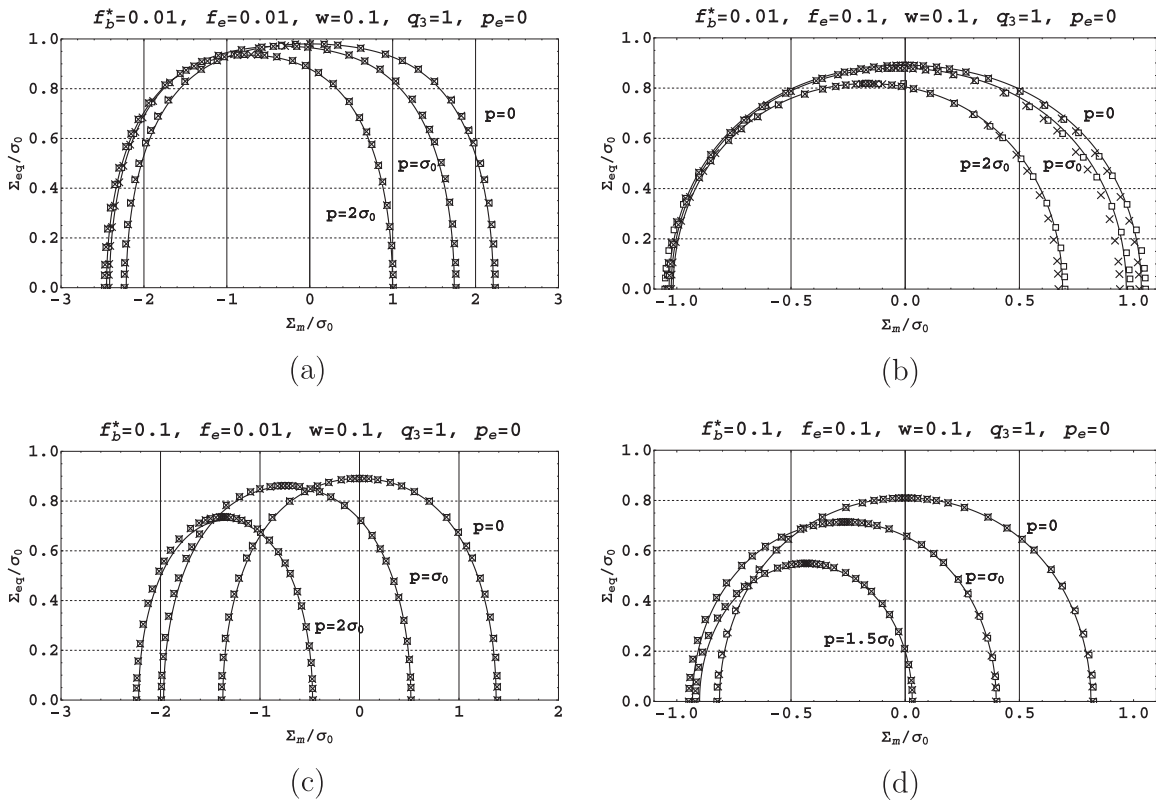 f*b=0.01, fe=0.01, w=0.1, q3=1, pe=0
Σeq/σ0
1.0
0.8
0.6
0.4
0.2
0.0
p=0
p=σ0
p=2σ0
-3 -2 -1 0 1 2 3
Σm/σ0
(a)
f*b=0.01, fe=0.1, w=0.1, q3=1, pe=0
Σeq/σ0
1.0
0.8
0.6
0.4
0.2
0.0
p=0
p=2σ0 p=σ0
-1.0 -0.5 0.0 0.5 1.0
Σm/σ0
(b)
f*b=0.1, fe=0.01, w=0.1, q3=1, pe=0
Σeq/σ0
1.0
0.8
0.6
0.4
0.2
0.0
p=0
p=σ0
p=2σ0
-3 -2 -1 0 1 2
Σm/σ0
(c)
f*b=0.1, fe=0.1, w=0.1, q3=1, pe=0
Σeq/σ0
1.0
0.8
0.6
0.4
0.2
0.0
p=0
p=σ0
p=1.5σ0
-1.0 -0.5 0.0 0.5 1.0
Σm/σ0
(d)